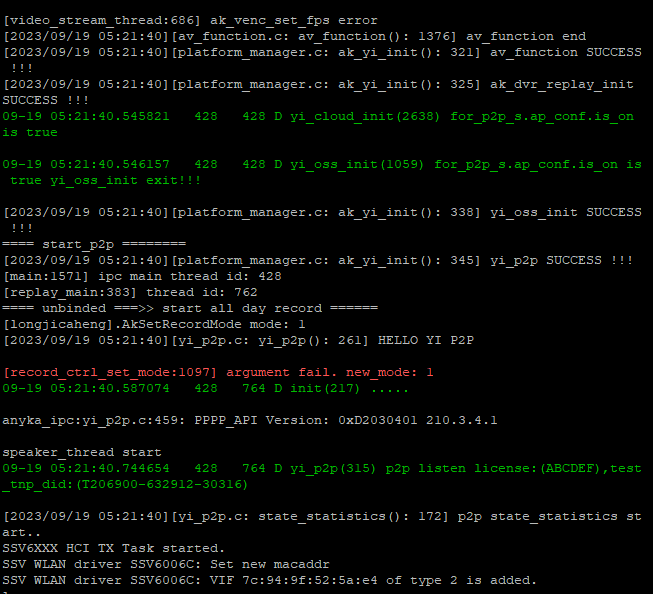 [video_stream_thread:686] ak_venc_set_fps error
[2023/09/19 05:21:40][av_function.c: av_function(): 1376] av_function end
[2023/09/19 05:21:40][platform_manager.c: ak_yi_init(): 321] av_function SUCCESS
 !!!
[2023/09/19 05:21:40][platform_manager.c: ak_yi_init(): 325] ak_dvr_replay_init
SUCCESS !!!
09-19 05:21:40.545821   428   428 D yi_cloud_init(2638) for_p2p_s.ap_conf.is_on
is true
09-19 05:21:40.546157   428   428 D yi_oss_init(1059) for_p2p_s.ap_conf.is_on is
 true yi_oss_init exit!!!
[2023/09/19 05:21:40][platform_manager.c: ak_yi_init(): 338] yi_oss_init SUCCESS
 !!!
==== start_p2p ========
[2023/09/19 05:21:40][platform_manager.c: ak_yi_init(): 345] yi_p2p SUCCESS !!!
[main:1571] ipc main thread id: 428
[replay_main:383] thread id: 762
==== unbinded ===>> start all day record ======
[longjicaheng].AkSetRecordMode mode: 1
[2023/09/19 05:21:40][yi_p2p.c: yi_p2p(): 261] HELLO YI P2P
[record_ctrl_set_mode:1097] argument fail. new_mode: 1
09-19 05:21:40.587074   428   764 D init(217) .....
anyka_ipc:yi_p2p.c:459: PPPP_API Version: 0xD2030401 210.3.4.1
speaker_thread start
09-19 05:21:40.744654   428   764 D yi_p2p(315) p2p listen license:(ABCDEF),test
_tnp_did:(T206900-632912-30316)
[2023/09/19 05:21:40][yi_p2p.c: state_statistics(): 172] p2p state_statistics st
art..
SSV6XXX HCI TX Task started.
SSV WLAN driver SSV6006C: Set new macaddr
SSV WLAN driver SSV6006C: VIF 7c:94:9f:52:5a:e4 of type 2 is added.